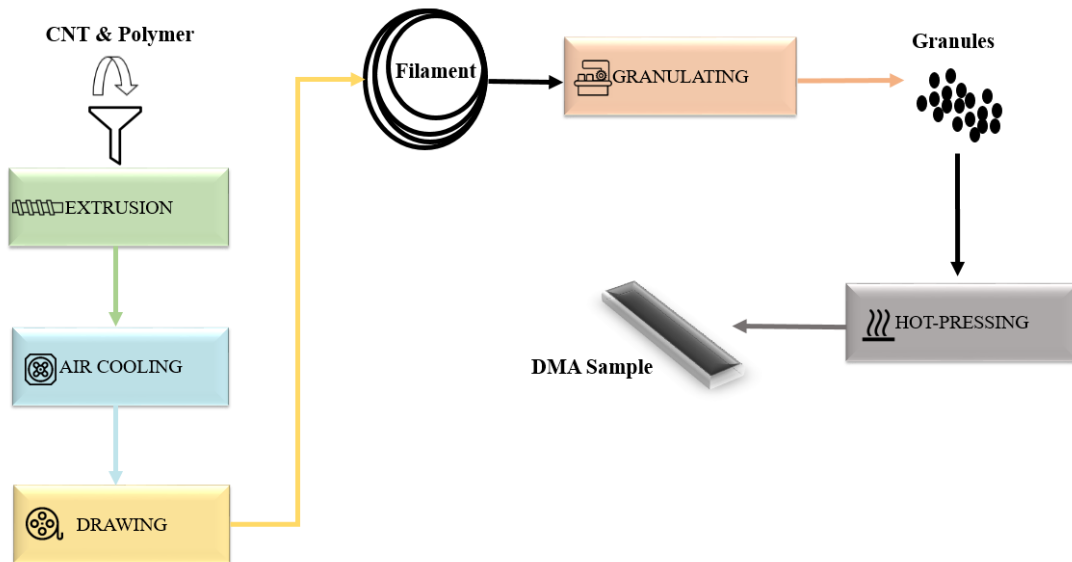 CNT & Polymer
EXTRUSION
AIR COOLING
DRAWING
Filament
GRANULATING
Granules
HOT-PRESSING
DMA Sample